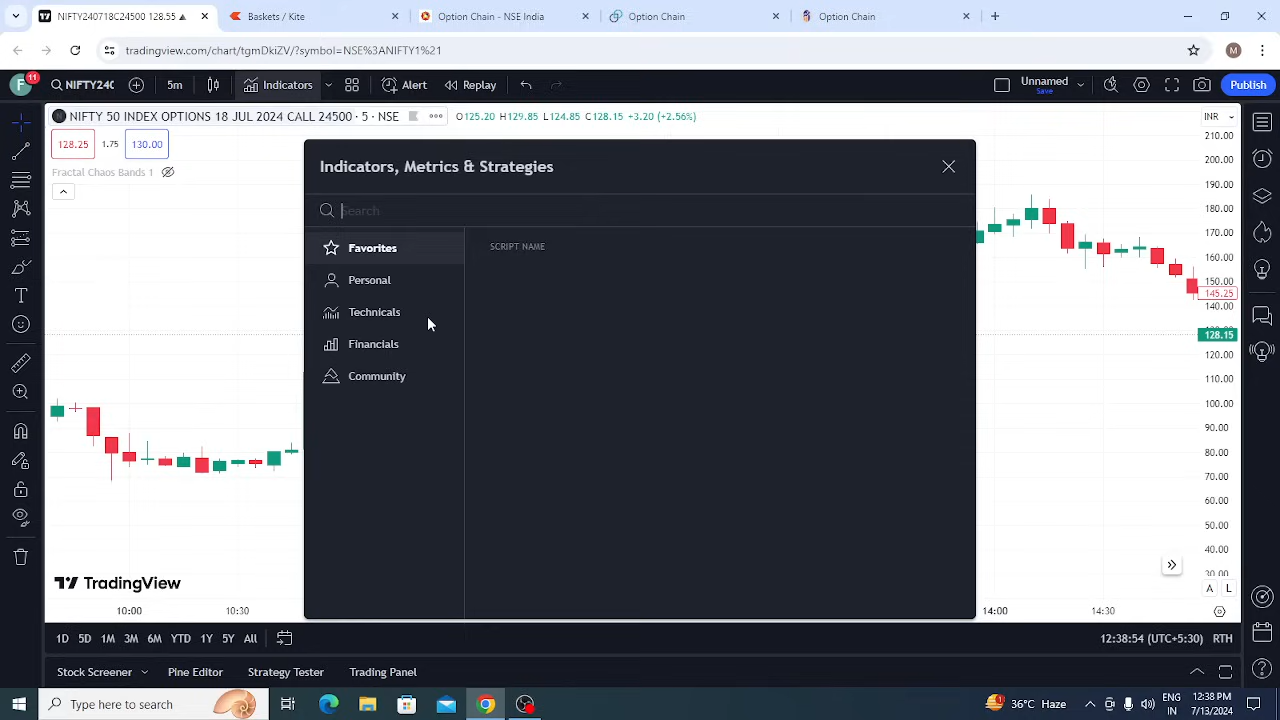 NIFTY240718 128.55 ▲
Baskets / Kite
Option Chain - NSE India
Option Chain
Option Chain
tradingview.com/chart/tgmDkiZV/?symbol=NSE%3ANIFTY1%21
M
F
11
NIFTY240
5m
Indicators
Alert
Replay
Unnamed
Save
Publish
NIFTY 50 INDEX OPTIONS 18 JUL 2024 CALL 24500 · 5 · NSE
O125.20 H129.85 L124.85 C128.15 +3.20 (+2.56%)
INR
128.25
1.75
130.00
Fractal Chaos Bands 1
Indicators, Metrics & Strategies
Search
Favorites
SCRIPT NAME
Personal
Technicals
Financials
Community
210.00
200.00
190.00
180.00
170.00
160.00
150.00
145.25
140.00
128.15
120.00
110.00
100.00
90.00
80.00
70.00
60.00
50.00
40.00
30.00
TradingView
A
L
10:00
10:30
14:00
14:30
1D 5D 1M 3M 6M YTD 1Y 5Y All
12:38:54 (UTC+5:30)
RTH
Stock Screener
Pine Editor
Strategy Tester
Trading Panel
Type here to search
36°C Haze
ENG
IN
12:38 PM
7/13/2024